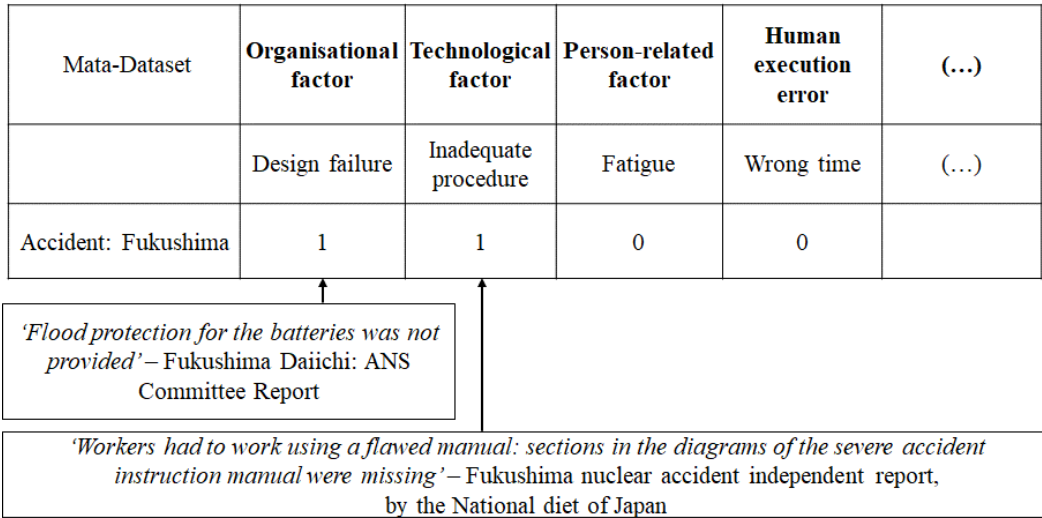 Mata-Dataset
Organisational
factor
Technological
factor
Person-related
factor
Human
execution
error
(...)
Design failure
Inadequate
procedure
Fatigue
Wrong time
(...)
Accident: Fukushima
1
1
0
0
‘Flood protection for the batteries was not
provided’ – Fukushima Daiichi: ANS
Committee Report
‘Workers had to work using a flawed manual: sections in the diagrams of the severe accident
instruction manual were missing’ – Fukushima nuclear accident independent report,
by the National diet of Japan